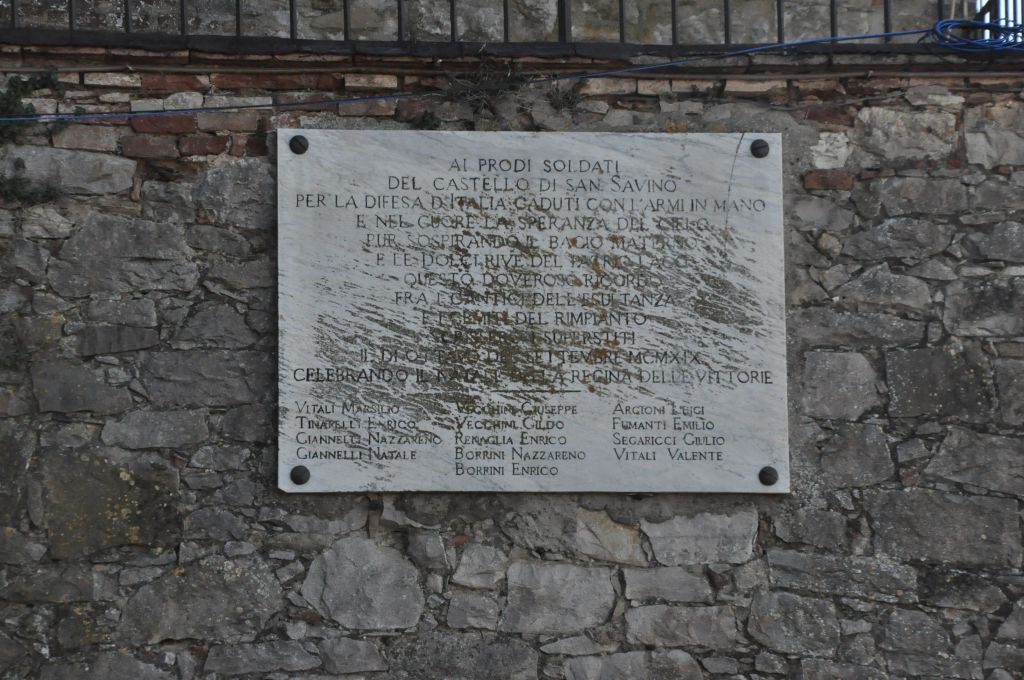 AI PRODI SOLDATI
DEL CASTELLO DI SAN SAVINO
PER LA DIFESA D'ITALIA CADUTI CON L'ARMI IN MANO
E NEL CUORE LA SPERANZA DEL CIELO
PUR SOSPIRANDO IL BACIO MATERNO
E LE DOLCI RIVE DEL PATRIO LAGO
QUESTO DOVEROSO RICORDO
FRA I CANTICI DELL'ESULTANZA
E I GEMITI DEL RIMPIANTO
I SUPERSTITI
IL DI OTTAVO DEL SETTEMBRE MCMXIX
CELEBRANDO IL NATALE DELLA REGINA DELLE VITTORIE
VITALI MARSILIO
TINARELLI ENRICO
GIANNELLI NAZZARENO
GIANNELLI NATALE
VECCHINI GIUSEPPE
VECCHINI GILDO
RENAGLIA ENRICO
BORRINI NAZZARENO
BORRINI ENRICO
ARGIONI LUIGI
FUMANTI EMILIO
SEGARICCI GIULIO
VITALI VALENTE